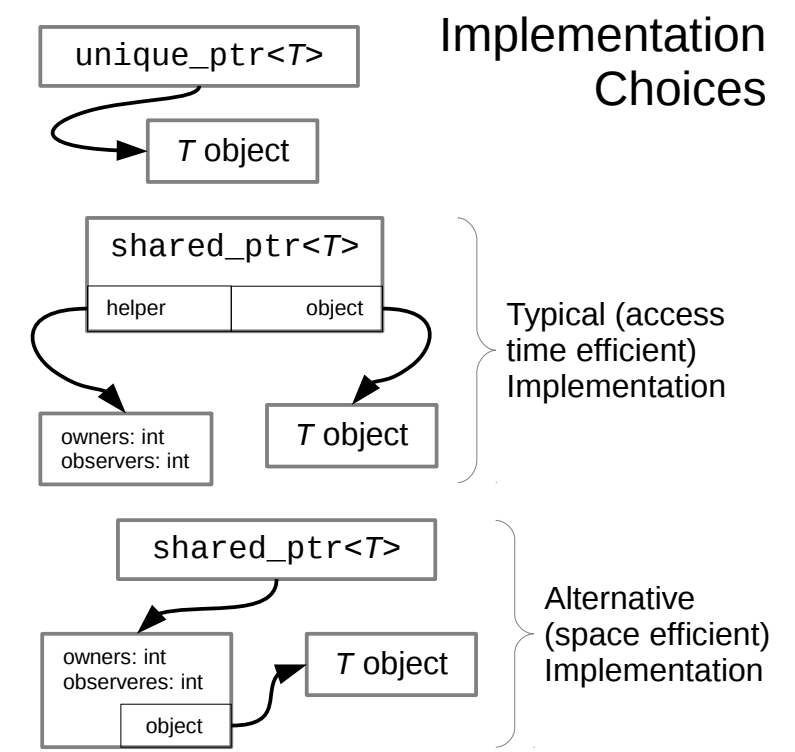 Implementation
Choices
unique_ptr<T>
T object
shared_ptr<T>
helper
object
owners: int
observers: int
T object
Typical (access
time efficient)
Implementation
shared_ptr<T>
owners: int
observeres: int
object
T object
Alternative
(space efficient)
Implementation